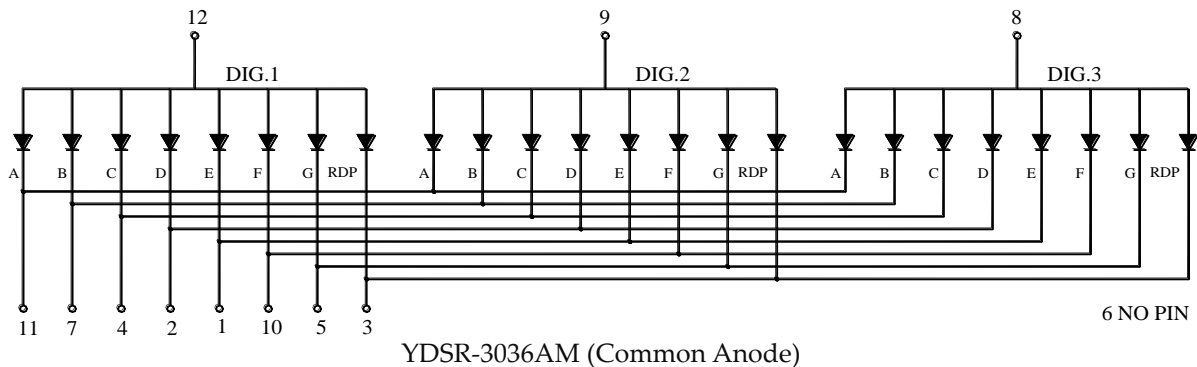 12 9 8
DIG.1 DIG.2 DIG.3
A B C D E F G RDP A B C D E F G RDP A B C D E F G RDP
11 7 4 2 1 10 5 3 6 NO PIN
YDSR-3036AM (Common Anode)